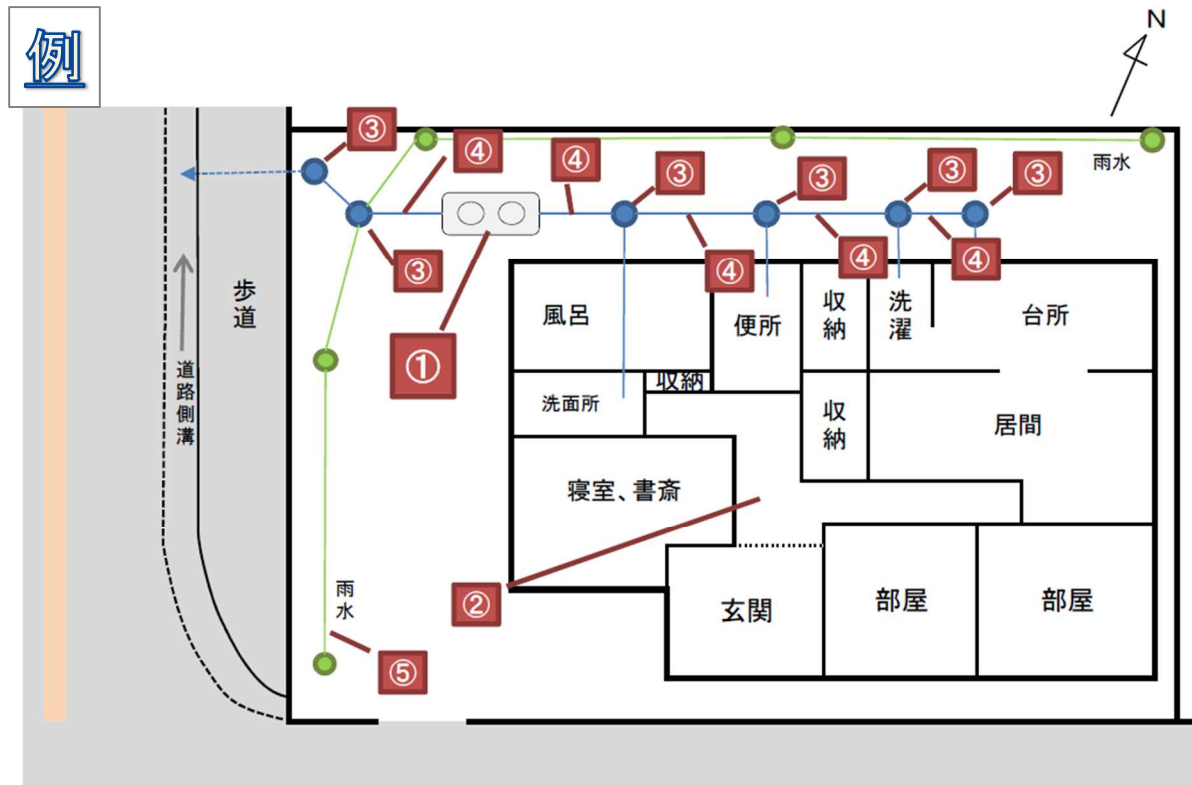 例
N
③
④
④
③
③
③
③
雨水
③
④
④
④
歩道
道路側溝
①
風呂
便所
収納
洗濯
台所
収納
洗面所
収納
居間
寝室、書斎
雨水
②
玄関
部屋
部屋
⑤